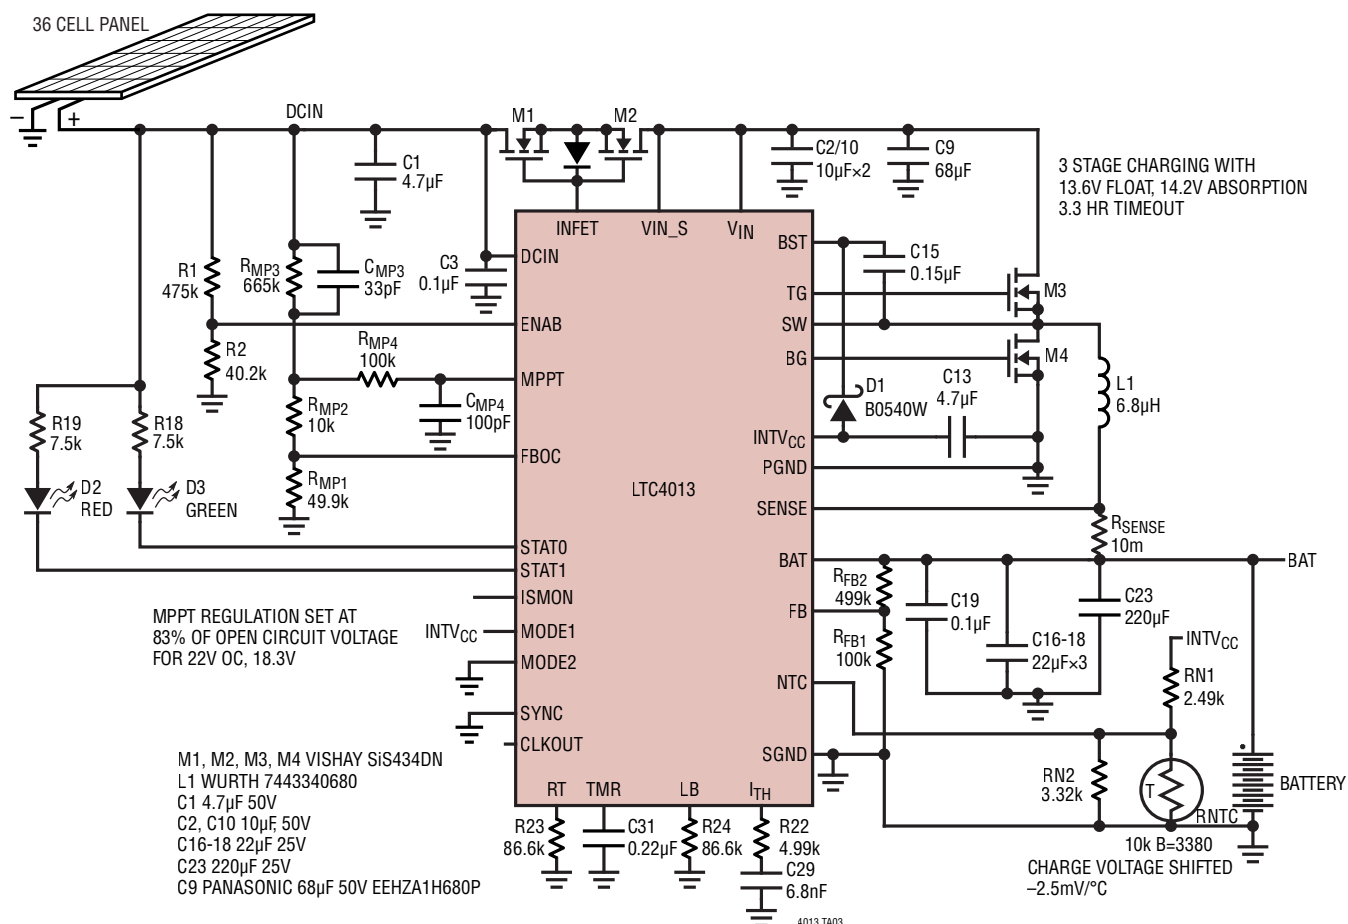 36 CELL PANEL
–
+
DCIN
M1
M2
C1
4.7µF
C2/10
10µF×2
C9
68µF
3 STAGE CHARGING WITH
13.6V FLOAT, 14.2V ABSORPTION
3.3 HR TIMEOUT
INFET
VIN_S
VIN
BST
DCIN
C3
0.1µF
C15
0.15µF
R1
475k
RMP3
665k
CMP3
33pF
TG
M3
ENAB
SW
R2
40.2k
RMP4
100k
MPPT
BG
M4
CMP4
100pF
D1
B0540W
C13
4.7µF
L1
6.8µH
R19
7.5k
R18
7.5k
RMP2
10k
INTVCC
FBOC
PGND
D2
RED
D3
GREEN
RMP1
49.9k
LTC4013
SENSE
RSENSE
10m
STAT0
STAT1
BAT
BAT
RFB2
499k
C19
0.1µF
C23
220µF
ISMON
FB
MPPT REGULATION SET AT
83% OF OPEN CIRCUIT VOLTAGE
FOR 22V OC, 18.3V
INTVCC
MODE1
MODE2
RFB1
100k
C16-18
22µF×3
INTVCC
RN1
2.49k
NTC
SYNC
CLKOUT
SGND
M1, M2, M3, M4 VISHAY SiS434DN
L1 WURTH 7443340680
C1 4.7µF 50V
C2, C10 10µF, 50V
C16-18 22µF 25V
C23 220µF 25V
C9 PANASONIC 68µF 50V EEHZA1H680P
RT
TMR
LB
ITH
R23
86.6k
C31
0.22µF
R24
86.6k
R22
4.99k
C29
6.8nF
RN2
3.32k
T
RNTC
BATTERY
10k B=3380
CHARGE VOLTAGE SHIFTED
–2.5mV/°C
4013 TA03